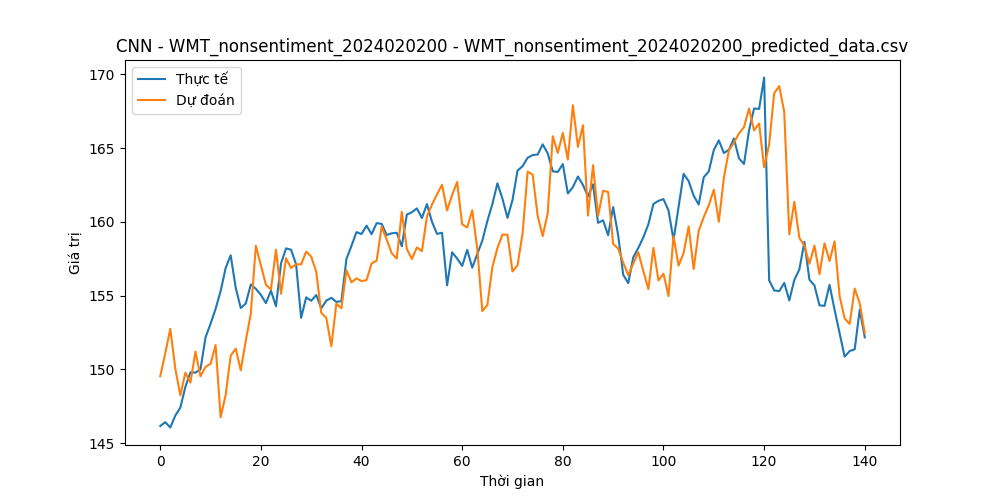 CNN - WMT_nonsentiment_2024020200 - WMT_nonsentiment_2024020200_predicted_data.csv
Thực tế
Dự đoán
Giá trị
170
165
160
155
150
145
0 20 40 60 80 100 120 140
Thời gian